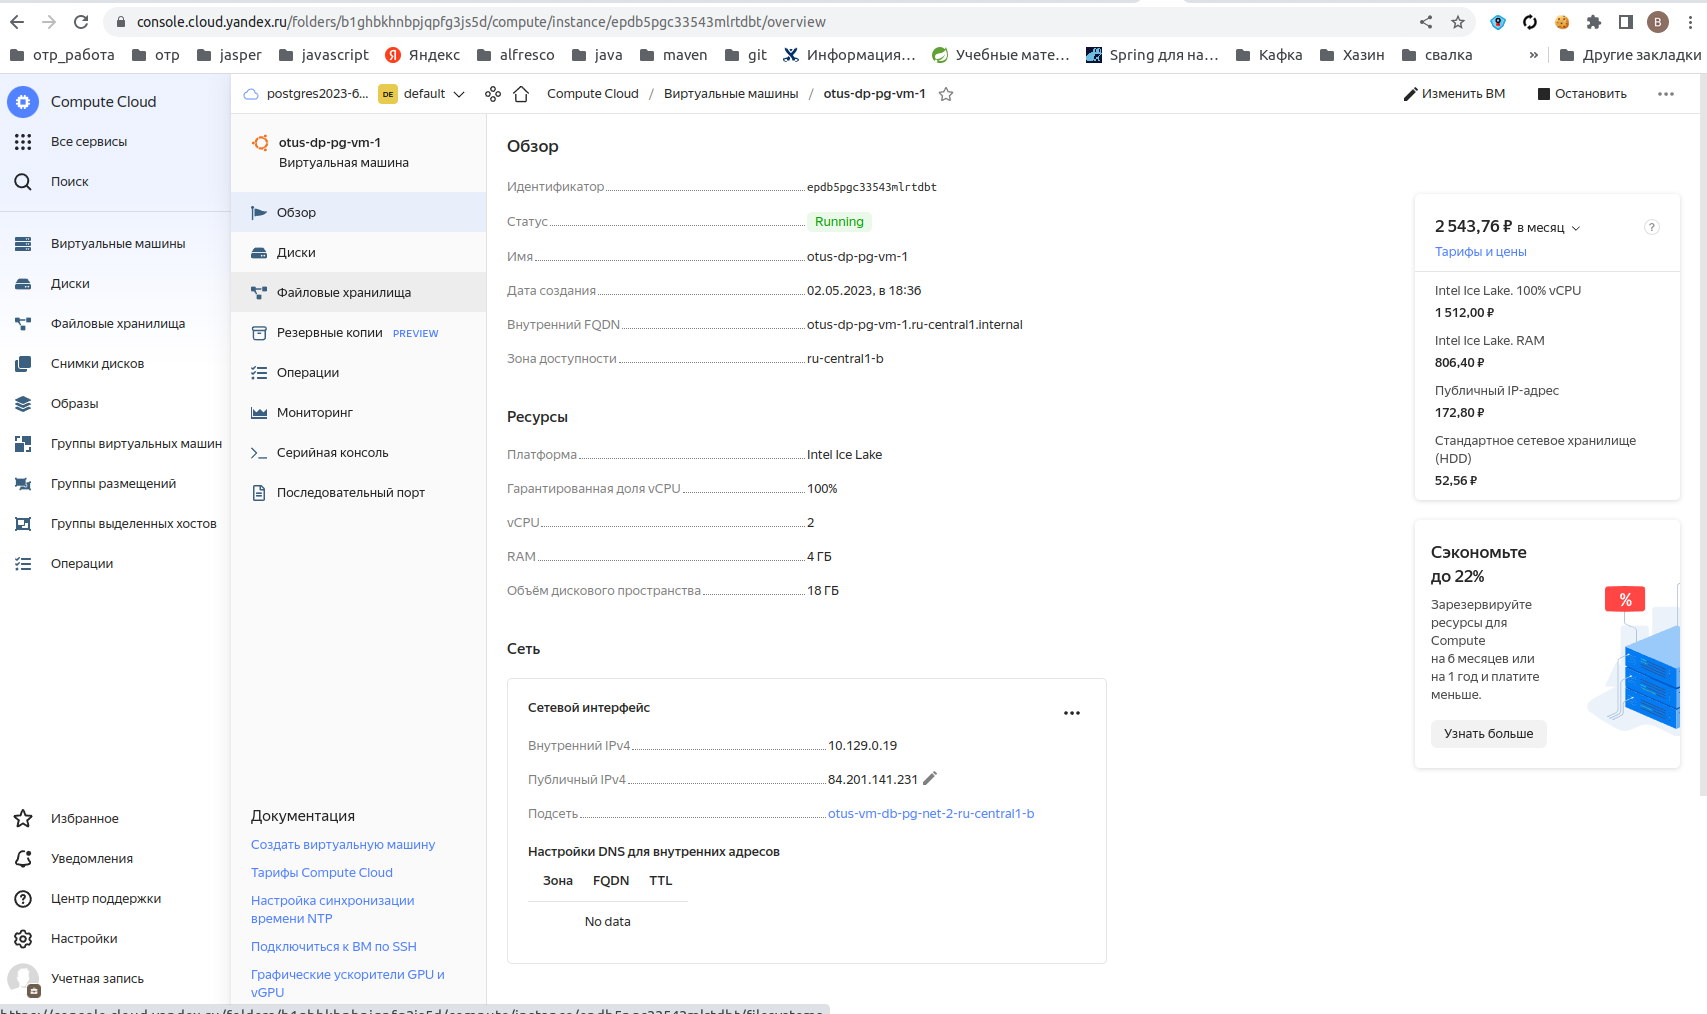 console.cloud.yandex.ru/folders/b1ghbkhnbpjqpfg3js5d/compute/instance/epdb5pgc33543mlrtdbt/overview
В
отр_работа
отр
jasper
javascript
Я
Яндекс
alfresco
java
maven
git
Информация...
Учебные мате...
Spring для на...
Кафка
Хазин
свалка
»
Другие закладки
Compute Cloud
Все сервисы
Поиск
Виртуальные машины
Диски
Файловые хранилища
Снимки дисков
Образы
Группы виртуальных машин
Группы размещений
Группы выделенных хостов
Операции
Избранное
Уведомления
Центр поддержки
Настройки
Учетная запись
postgres2023-6...
DE
default
Compute Cloud / Виртуальные машины / otus-dp-pg-vm-1
Изменить ВМ
Остановить
otus-dp-pg-vm-1
Виртуальная машина
Обзор
Диски
Файловые хранилища
Резервные копии PREVIEW
Операции
Мониторинг
Серийная консоль
Последовательный порт
Документация
Создать виртуальную машину
Тарифы Compute Cloud
Настройка синхронизации
времени NTP
Подключиться к ВМ по SSH
Графические ускорители GPU и
vGPU
Обзор
Идентификатор epdb5pgc33543mlrtdbt
Статус Running
Имя otus-dp-pg-vm-1
Дата создания 02.05.2023, в 18:36
Внутренний FQDN otus-dp-pg-vm-1.ru-central1.internal
Зона доступности ru-central1-b
Ресурсы
Платформа Intel Ice Lake
Гарантированная доля vCPU 100%
vCPU 2
RAM 4 ГБ
Объём дискового пространства 18 ГБ
Сеть
Сетевой интерфейс
Внутренний IPv4 10.129.0.19
Публичный IPv4 84.201.141.231
Подсеть otus-vm-db-pg-net-2-ru-central1-b
Настройки DNS для внутренних адресов
Зона FQDN TTL
No data
2 543,76 ₽ в месяц
?
Тарифы и цены
Intel Ice Lake. 100% vCPU
1 512,00 ₽
Intel Ice Lake. RAM
806,40 ₽
Публичный IP-адрес
172,80 ₽
Стандартное сетевое хранилище
(HDD)
52,56 ₽
Сэкономьте
до 22%
Зарезервируйте
ресурсы для
Compute
на 6 месяцев или
на 1 год и платите
меньше.
%
Узнать больше
https://console.cloud.yandex.ru/folders/b1ghbkhnbpjqpfg3js5d/compute/instance/epdb5pgc33543mlrtdbt/filesystems